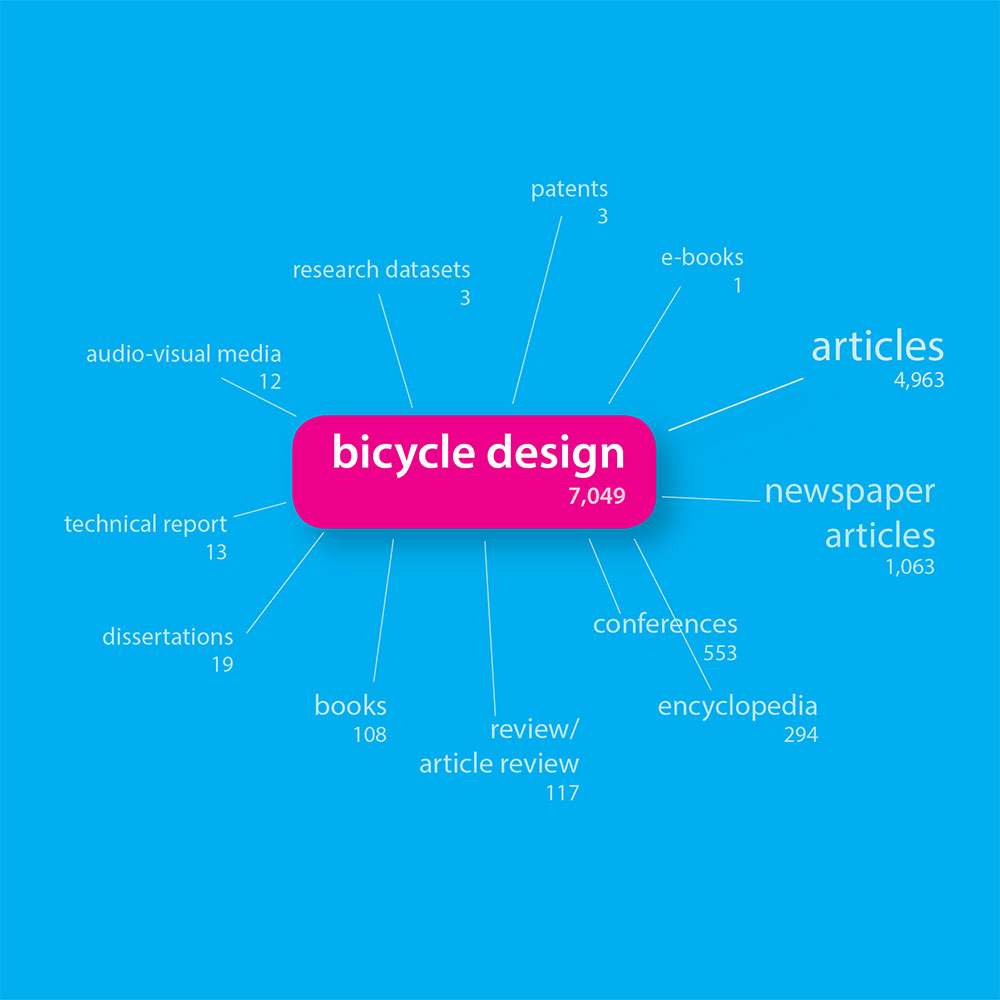 patents
3
e-books
1
research datasets
3
articles
4,963
audio-visual media
12
bicycle design
7,049
newspaper
articles
1,063
technical report
13
conferences
553
dissertations
19
encyclopedia
294
books
108
review/
article review
117